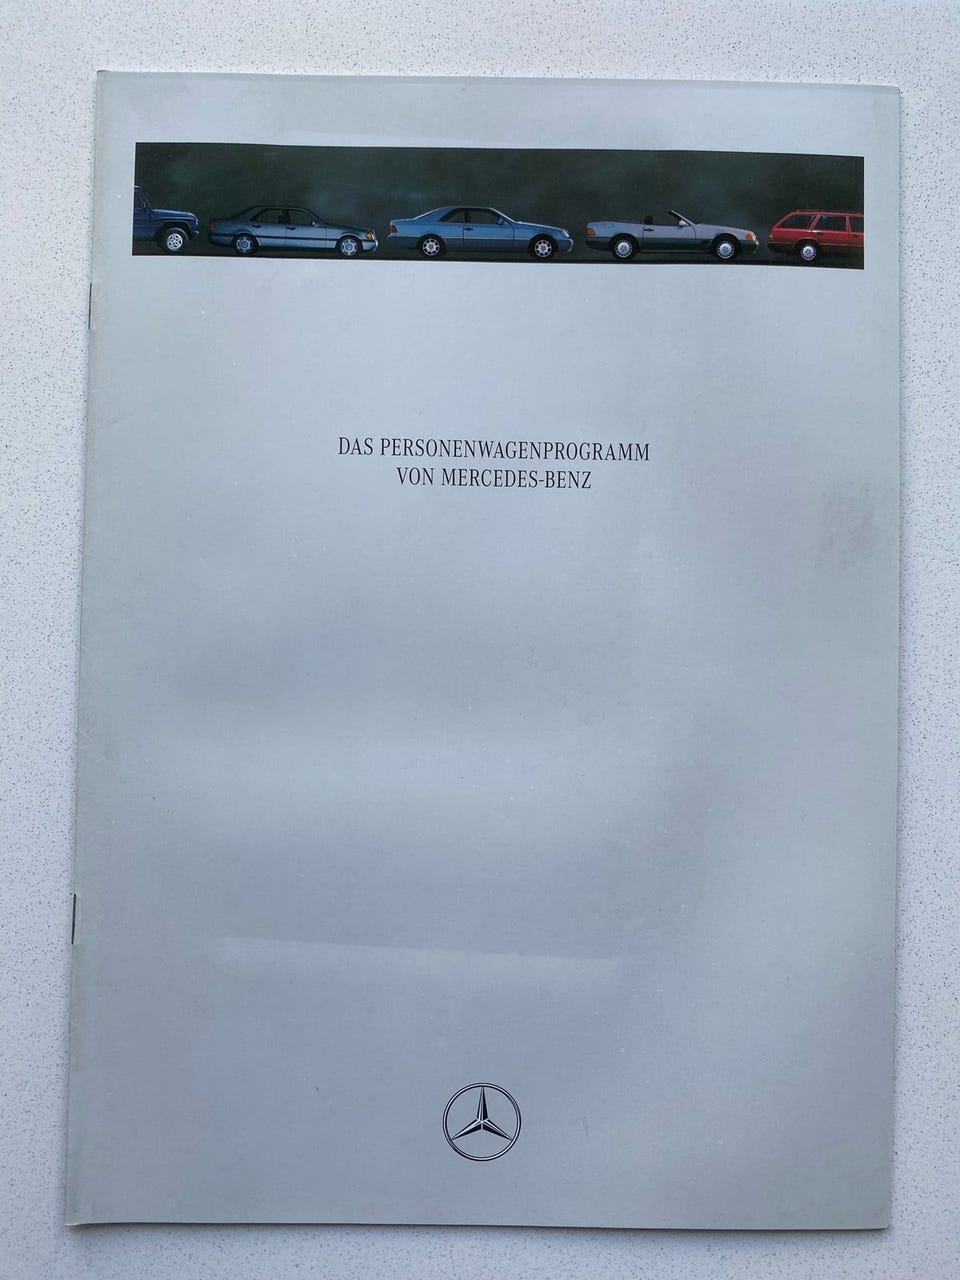 DAS PERSONENWAGENPROGRAMM
VON MERCEDES-BENZ